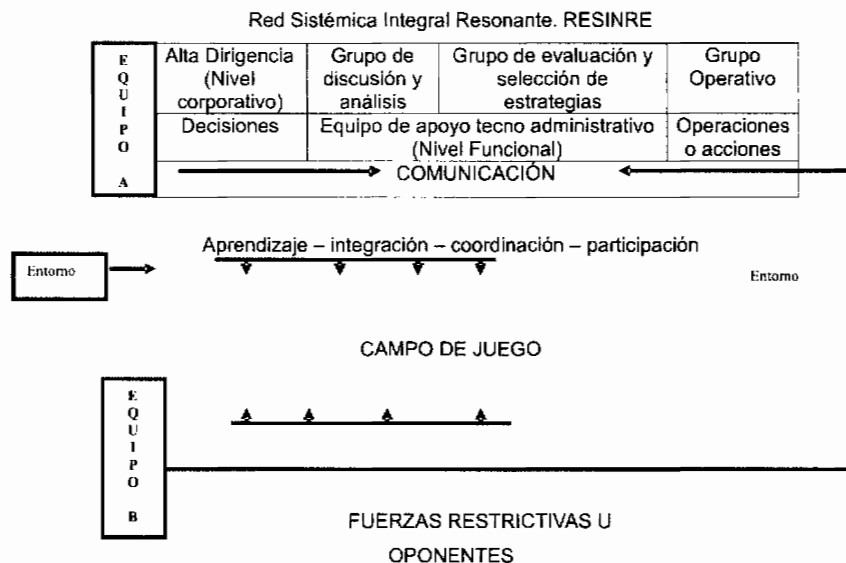 Red Sistémica Integral Resonante. RESINRE
EQUIPO A
Alta Dirigencia
(Nivel
corporativo)
Grupo de
discusión y
análisis
Grupo de evaluación y
selección de
estrategias
Grupo
Operativo
Decisiones
Equipo de apoyo tecno administrativo
(Nivel Funcional)
Operaciones
o acciones
COMUNICACIÓN
Aprendizaje – integración – coordinación – participación
Entorno
Entorno
CAMPO DE JUEGO
EQUIPO B
FUERZAS RESTRICTIVAS U
OPONENTES